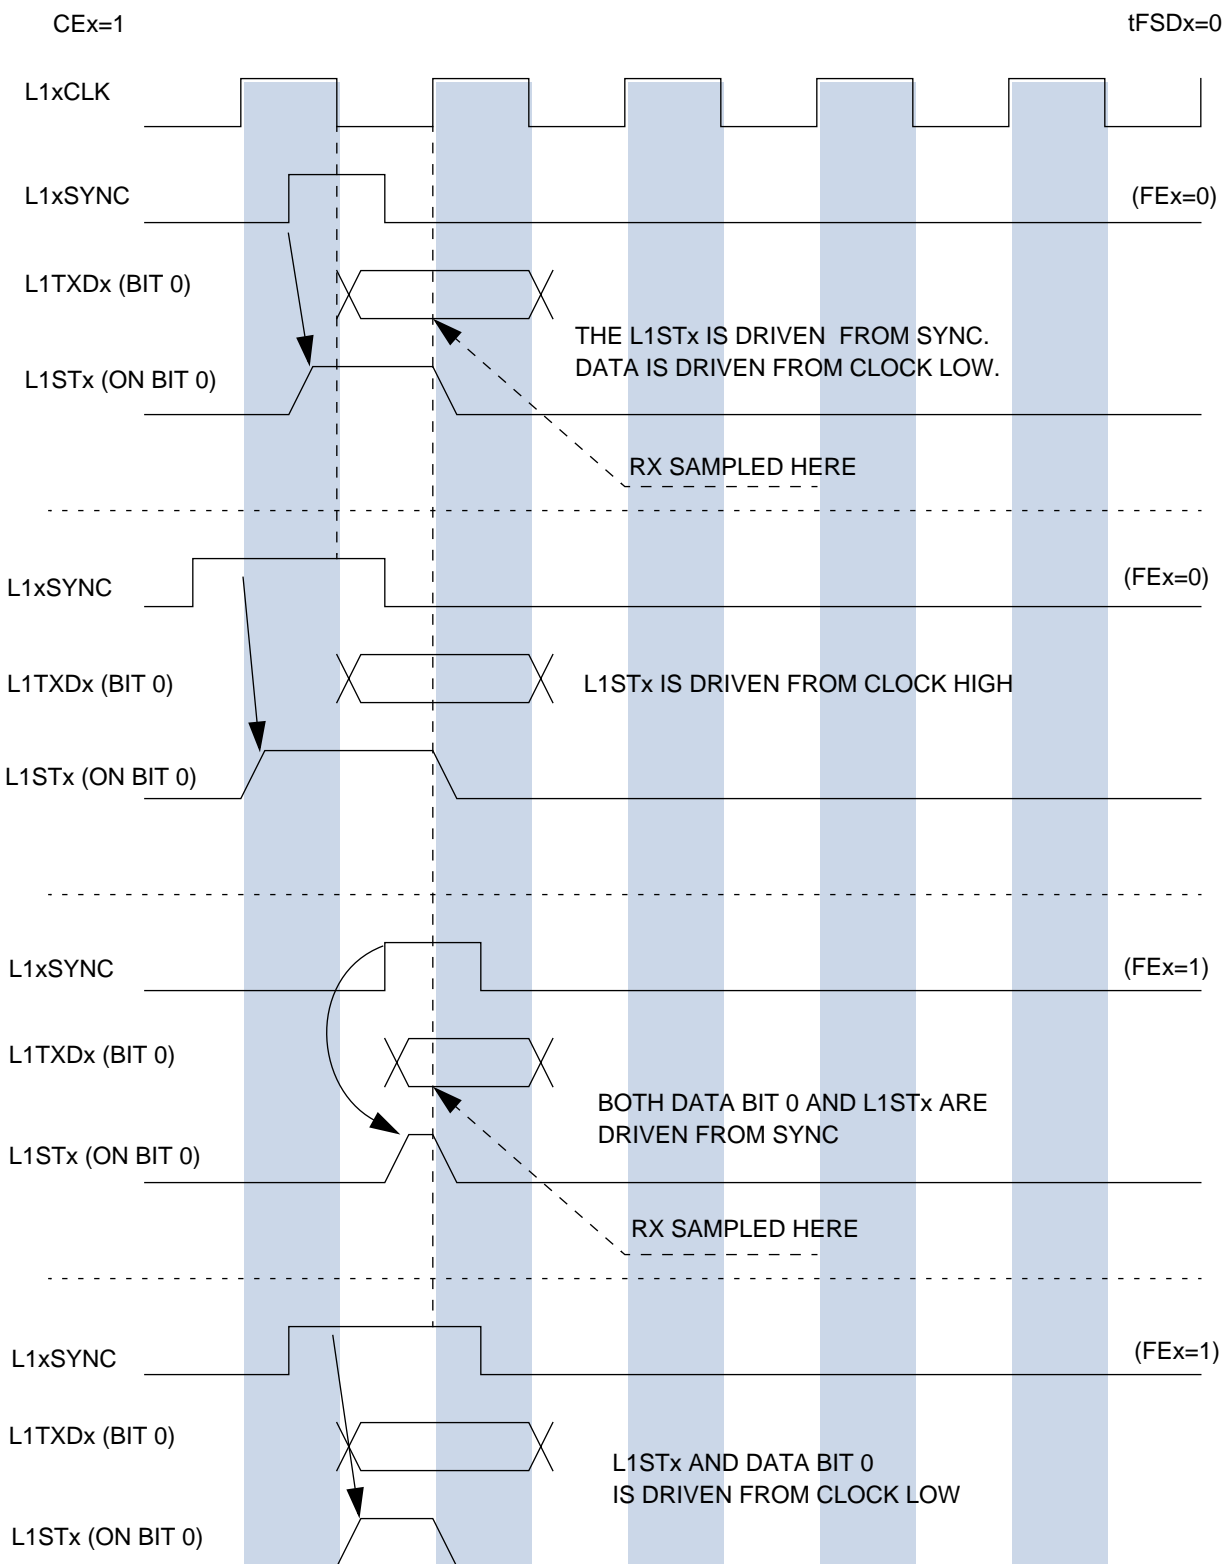 CEx=1
tFSDx=0
L1xCLK
L1xSYNC
(FEx=0)
L1TXDx (BIT 0)
THE L1STx IS DRIVEN FROM SYNC.
DATA IS DRIVEN FROM CLOCK LOW.
L1STx (ON BIT 0)
RX SAMPLED HERE
L1xSYNC
(FEx=0)
L1TXDx (BIT 0)
L1STx IS DRIVEN FROM CLOCK HIGH
L1STx (ON BIT 0)
L1xSYNC
(FEx=1)
L1TXDx (BIT 0)
BOTH DATA BIT 0 AND L1STx ARE
DRIVEN FROM SYNC
L1STx (ON BIT 0)
RX SAMPLED HERE
L1xSYNC
(FEx=1)
L1TXDx (BIT 0)
L1STx AND DATA BIT 0
IS DRIVEN FROM CLOCK LOW
L1STx (ON BIT 0)